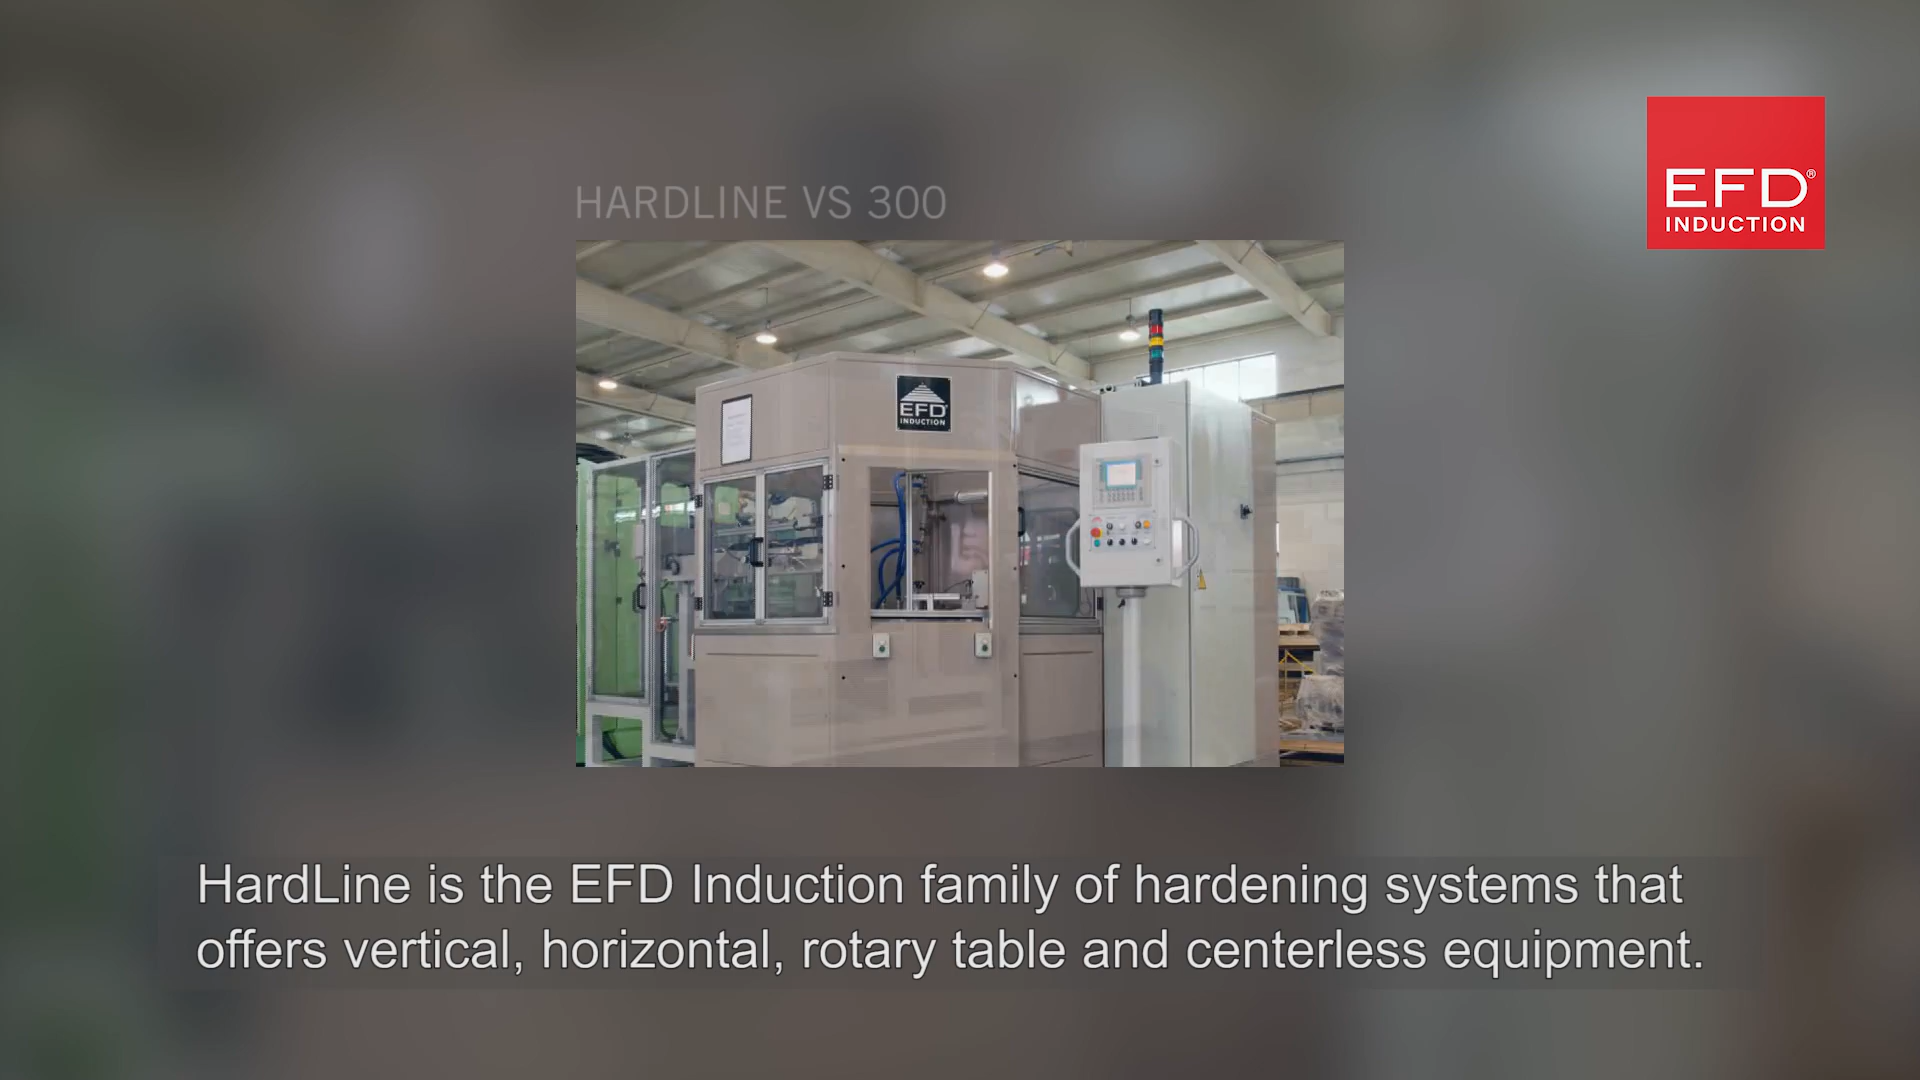 EFD®
INDUCTION
HARDLINE VS 300
EFD®
INDUCTION
HardLine is the EFD Induction family of hardening systems that
offers vertical, horizontal, rotary table and centerless equipment.